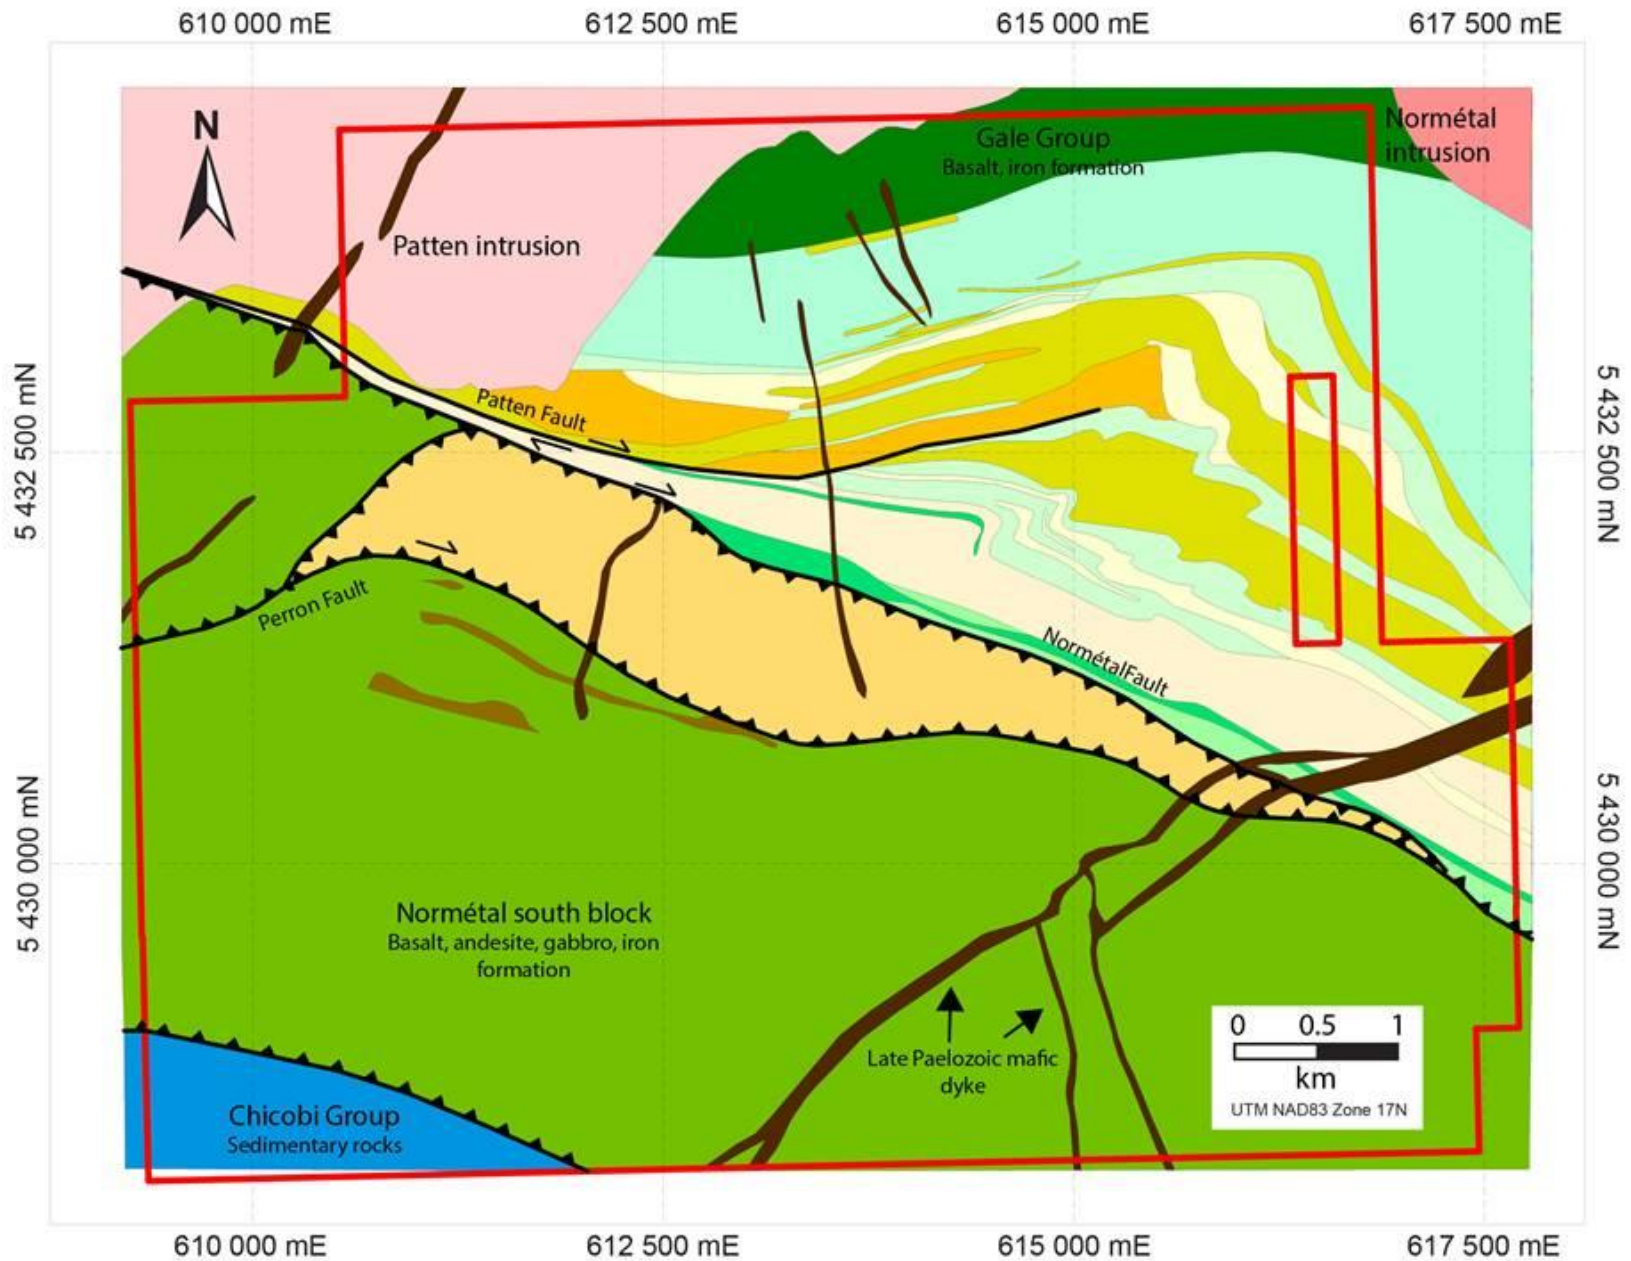 610 000 mE
612 500 mE
615 000 mE
617 500 mE
N
Normétal
intrusion
Gale Group
Basalt, iron formation
Patten intrusion
5 432 500 mN
5 432 500 mN
Patten Fault
Perron Fault
NormétalFault
5 430 000 mN
5 430 000 mN
Normétal south block
Basalt, andesite, gabbro, iron
formation
Late Paelozoic mafic
dyke
0 0.5 1
km
UTM NAD83 Zone 17N
Chicobi Group
Sedimentary rocks
610 000 mE
612 500 mE
615 000 mE
617 500 mE